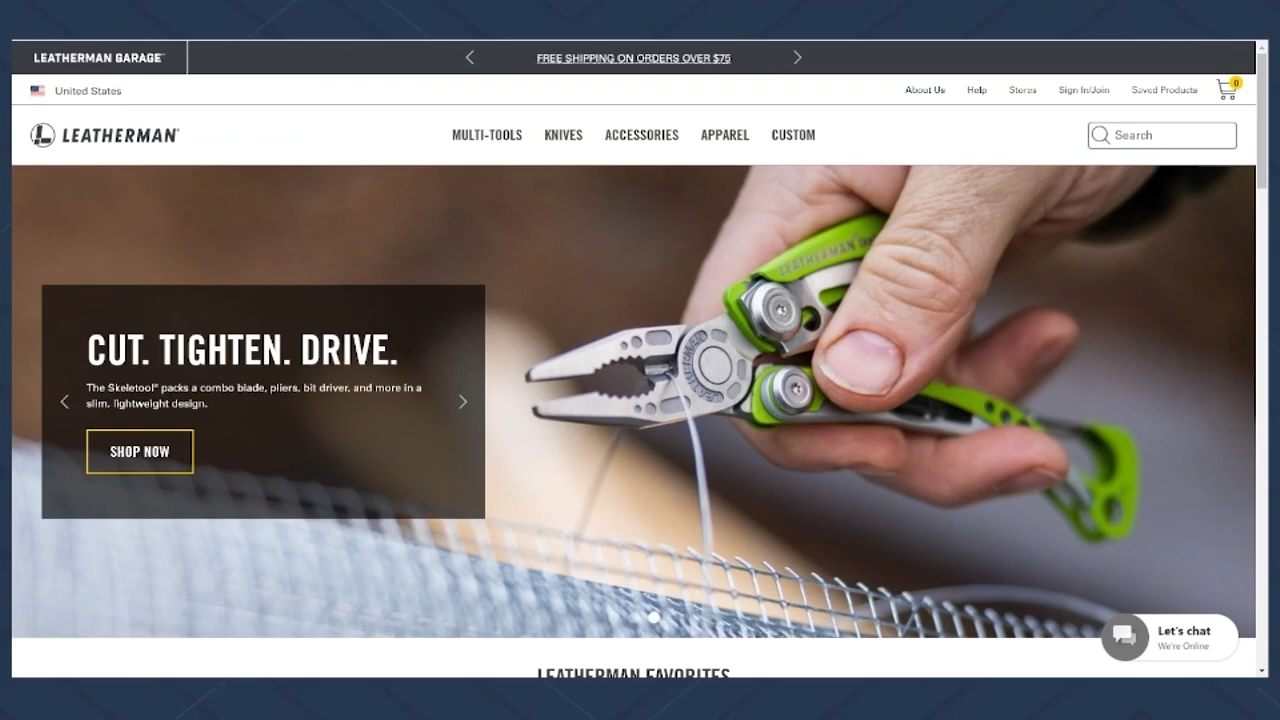 LEATHERMAN GARAGE
FREE SHIPPING ON ORDERS OVER $75
United States
About Us Help Stores Sign In/Join Saved Products 0
LEATHERMAN
MULTI-TOOLS KNIVES ACCESSORIES APPAREL CUSTOM
Search
LEATHERMAN
CUT. TIGHTEN. DRIVE.
The Skeletool® packs a combo blade, pliers, bit driver, and more in a
slim, lightweight design.
SHOP NOW
Let's chat
We're Online
LEATHERMAN FAVORITES